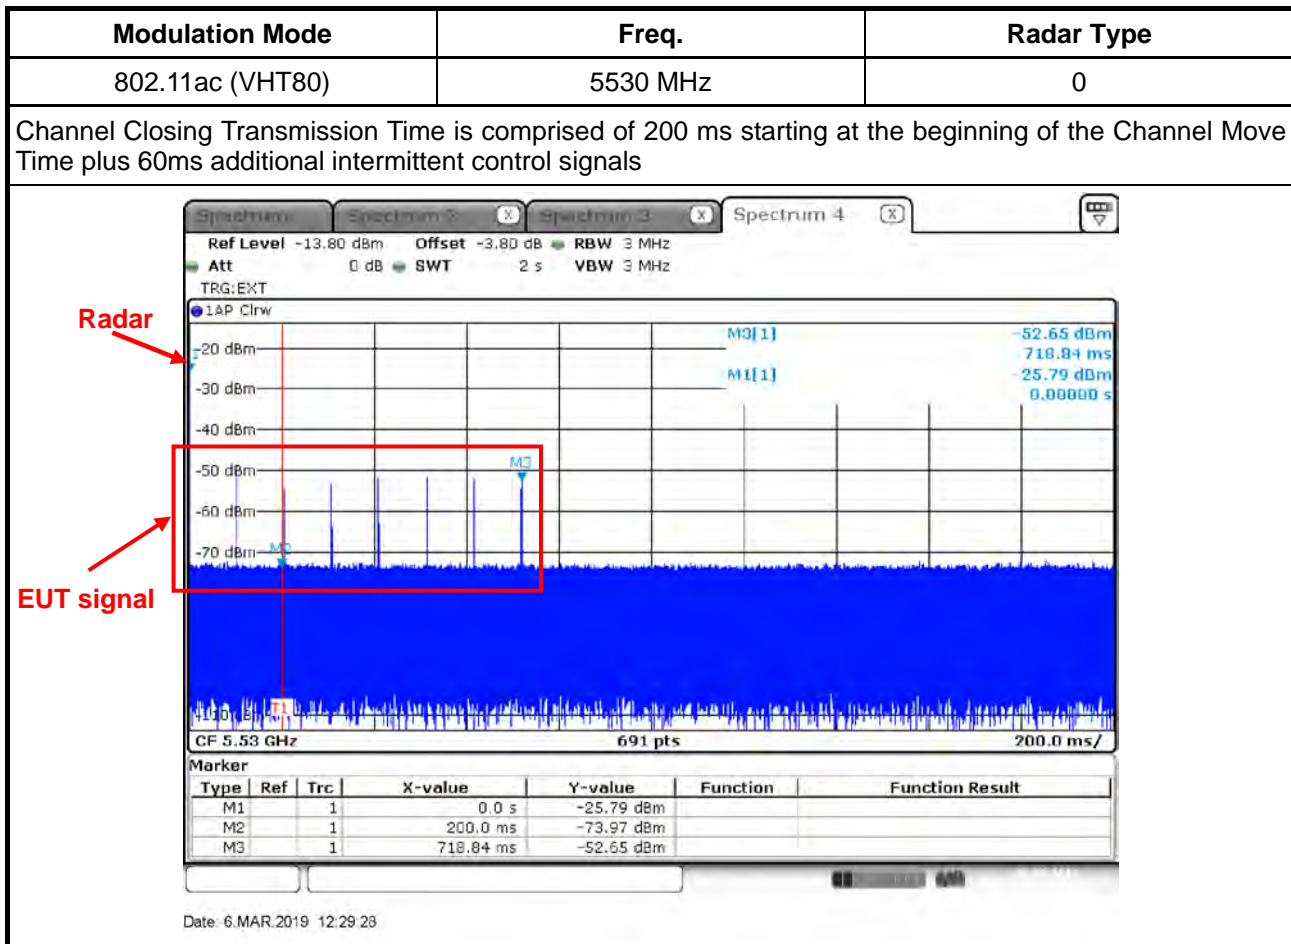 Modulation Mode Freq. Radar Type
802.11ac (VHT80) 5530 MHz 0
Channel Closing Transmission Time is comprised of 200 ms starting at the beginning of the Channel Move
Time plus 60ms additional intermittent control signals
Spectrum Spectrum 2 X Spectrum 3 X Spectrum 4 X
Ref Level -13.80 dBm Offset -3.80 dB RBW 3 MHz
Att 0 dB SWT 2 s VBW 3 MHz
TRG:EXT
1AP Clrw
Radar
M3[1] -52.65 dBm
718.84 ms
M1[1] -25.79 dBm
0.00000 s
-20 dBm
-30 dBm
-40 dBm
-50 dBm
M3
-60 dBm
-70 dBm
M2
EUT signal
T1
CF 5.53 GHz 691 pts 200.0 ms/
Marker
Type Ref Trc X-value Y-value Function Function Result
M1 1 0.0 s -25.79 dBm
M2 1 200.0 ms -73.97 dBm
M3 1 718.84 ms -52.65 dBm
Date: 6.MAR.2019 12:29:28